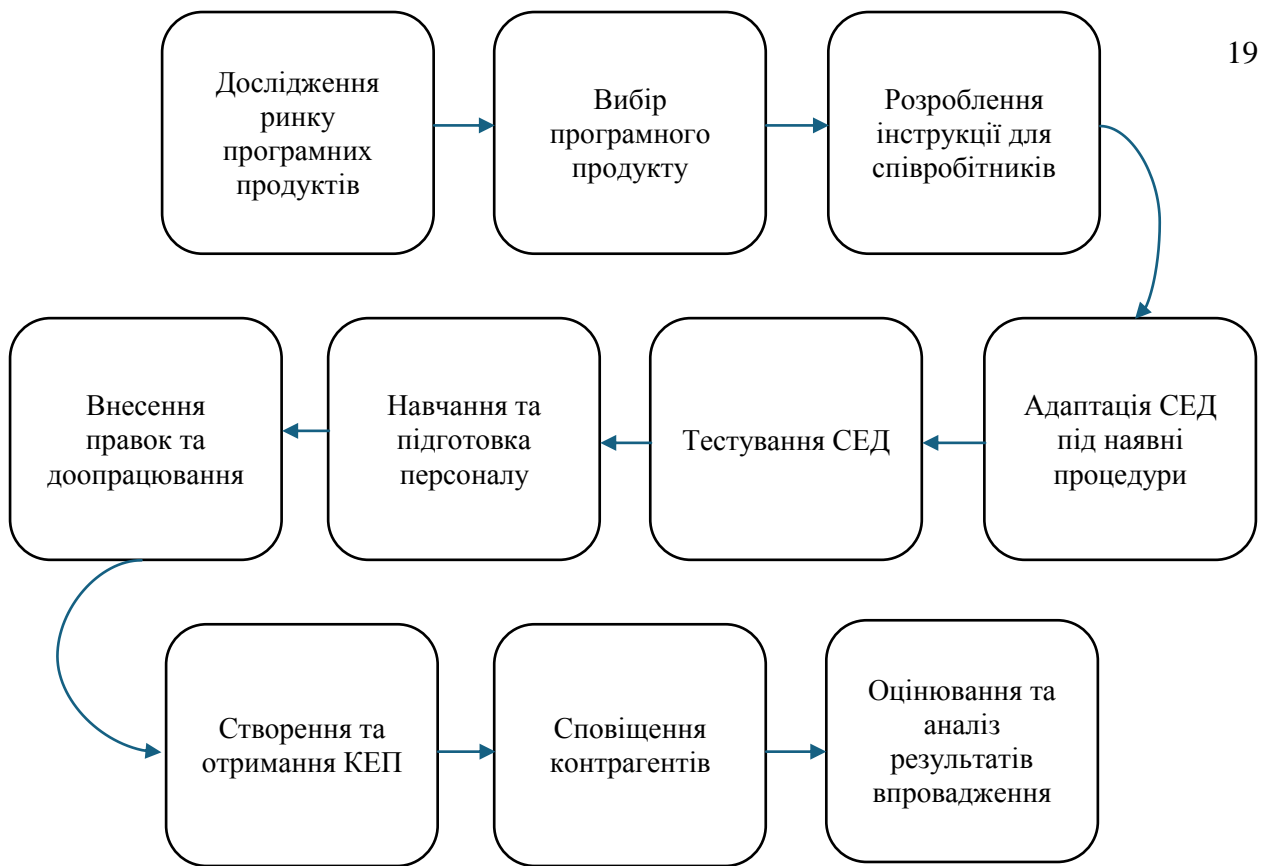 19
Дослідження
ринку
програмних
продуктів
Вибір
програмного
продукту
Розроблення
інструкції для
співробітників
Адаптація СЕД
під наявні
процедури
Тестування СЕД
Навчання та
підготовка
персоналу
Внесення
правок та
доопрацювання
Створення та
отримання КЕП
Сповіщення
контрагентів
Оцінювання та
аналіз
результатів
впровадження